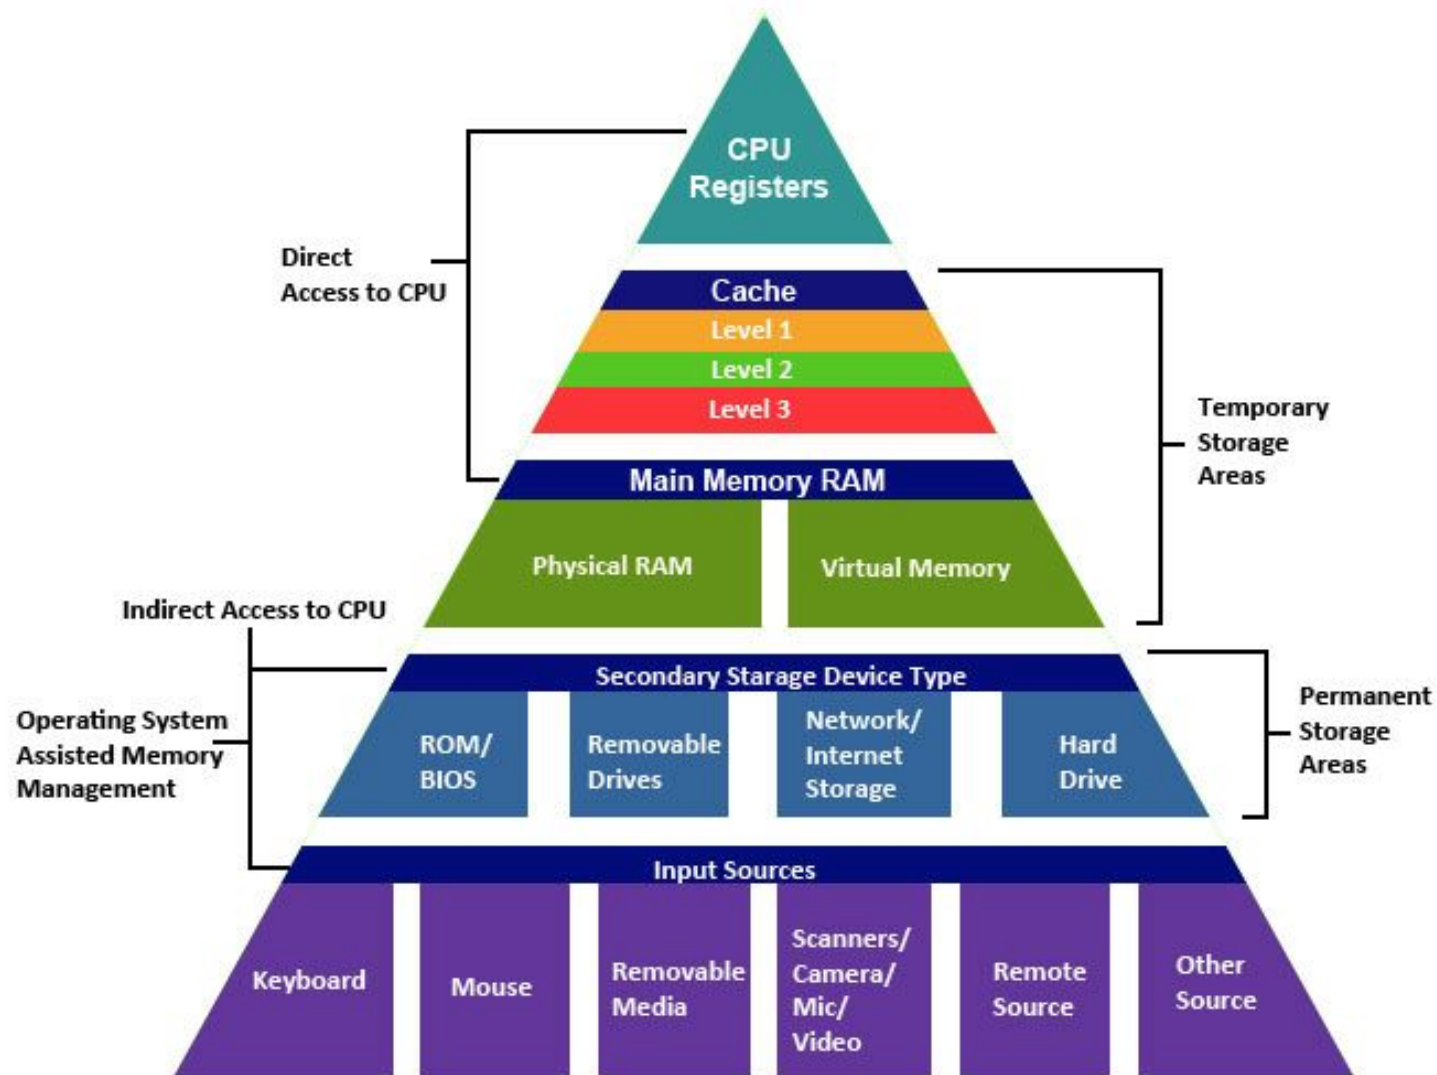 CPU
Registers
Direct
Access to CPU
Cache
Level 1
Level 2
Level 3
Temporary
Storage
Areas
Main Memory RAM
Physical RAM
Virtual Memory
Indirect Access to CPU
Secondary Starage Device Type
Operating System
Assisted Memory
Management
ROM/
BIOS
Removable
Drives
Network/
Internet
Storage
Hard
Drive
Permanent
Storage
Areas
Input Sources
Keyboard
Mouse
Removable
Media
Scanners/
Camera/
Mic/
Video
Remote
Source
Other
Source